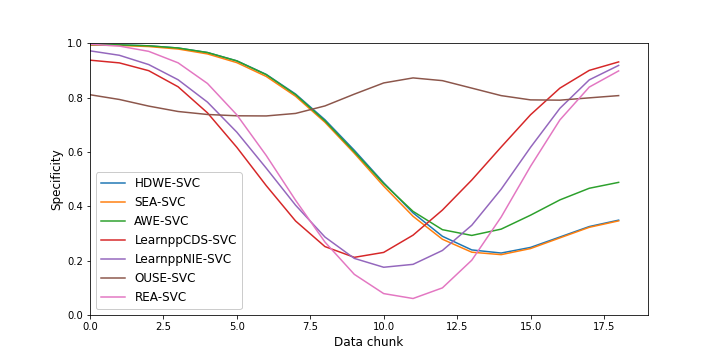 1.0
0.8
0.6
0.4
0.2
0.0
Specificity
HDWE-SVC
SEA-SVC
AWE-SVC
LearnppCDS-SVC
LearnppNIE-SVC
OUSE-SVC
REA-SVC
0.0 2.5 5.0 7.5 10.0 12.5 15.0 17.5
Data chunk